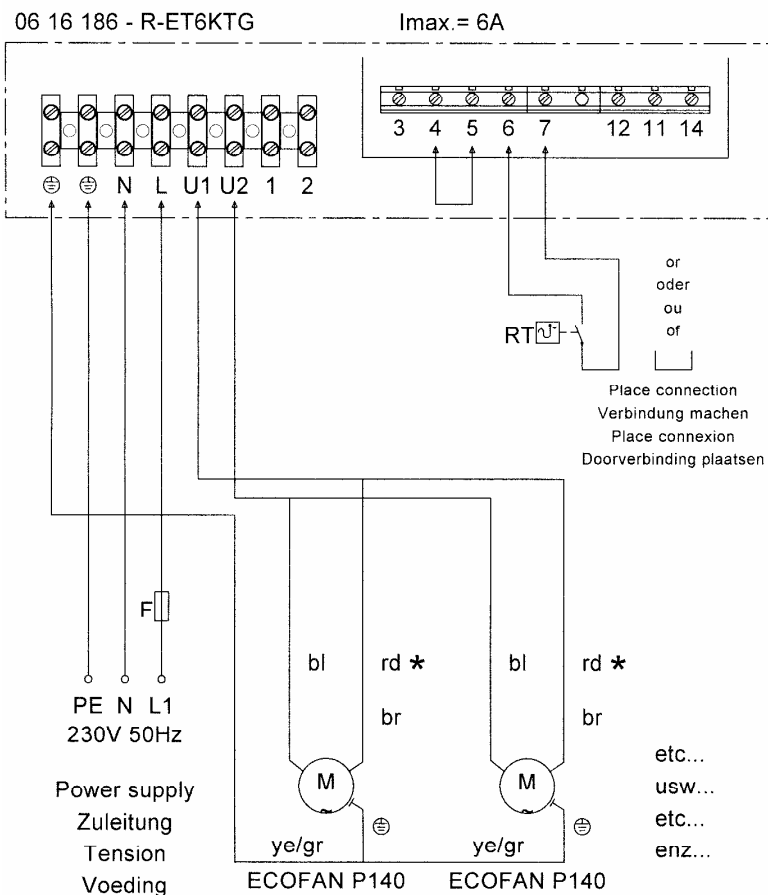 06 16 186 - R-ET6KTG Imax.= 6A
3 4 5 6 7 12 11 14
N L U1 U2 1 2
or
oder
ou
of
RT
Place connection
Verbindung machen
Place connexion
Doorverbinding plaatsen
F
bl rd * bl rd *
PE N L1
br br
230V 50Hz
etc...
M M
usw...
Power supply
Zuleitung
etc...
Tension
ye/gr ye/gr
enz...
Voeding
ECOFAN P140 ECOFAN P140